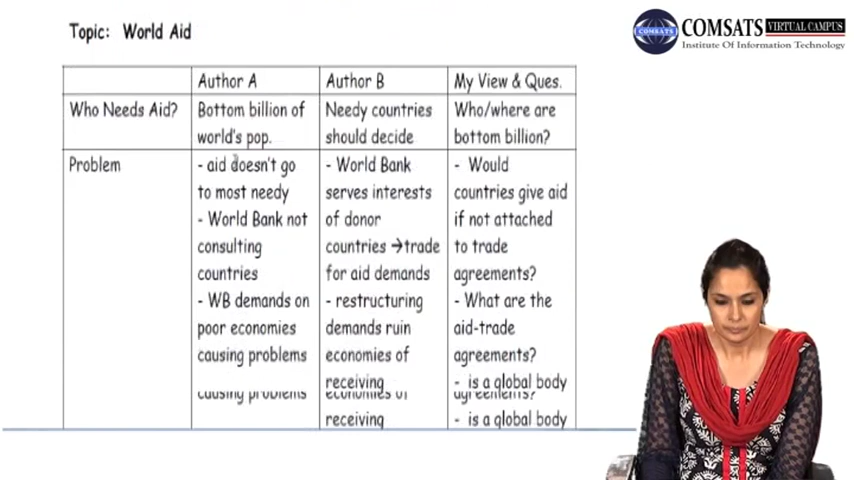 Topic: World Aid
COMSATS
COMSATS VIRTUAL CAMPUS
Institute Of Information Technology
Author A
Author B
My View & Ques.
Who Needs Aid?
Bottom billion of
world's pop.
Needy countries
should decide
Who/where are
bottom billion?
Problem
- aid doesn't go
to most needy
- World Bank not
consulting
countries
- WB demands on
poor economies
causing problems
causing problems
- World Bank
serves interests
of donor
countries →trade
for aid demands
- restructuring
demands ruin
economies of
receiving
economies of
receiving
- Would
countries give aid
if not attached
to trade
agreements?
- What are the
aid-trade
agreements?
- is a global body
agreements?
- is a global body